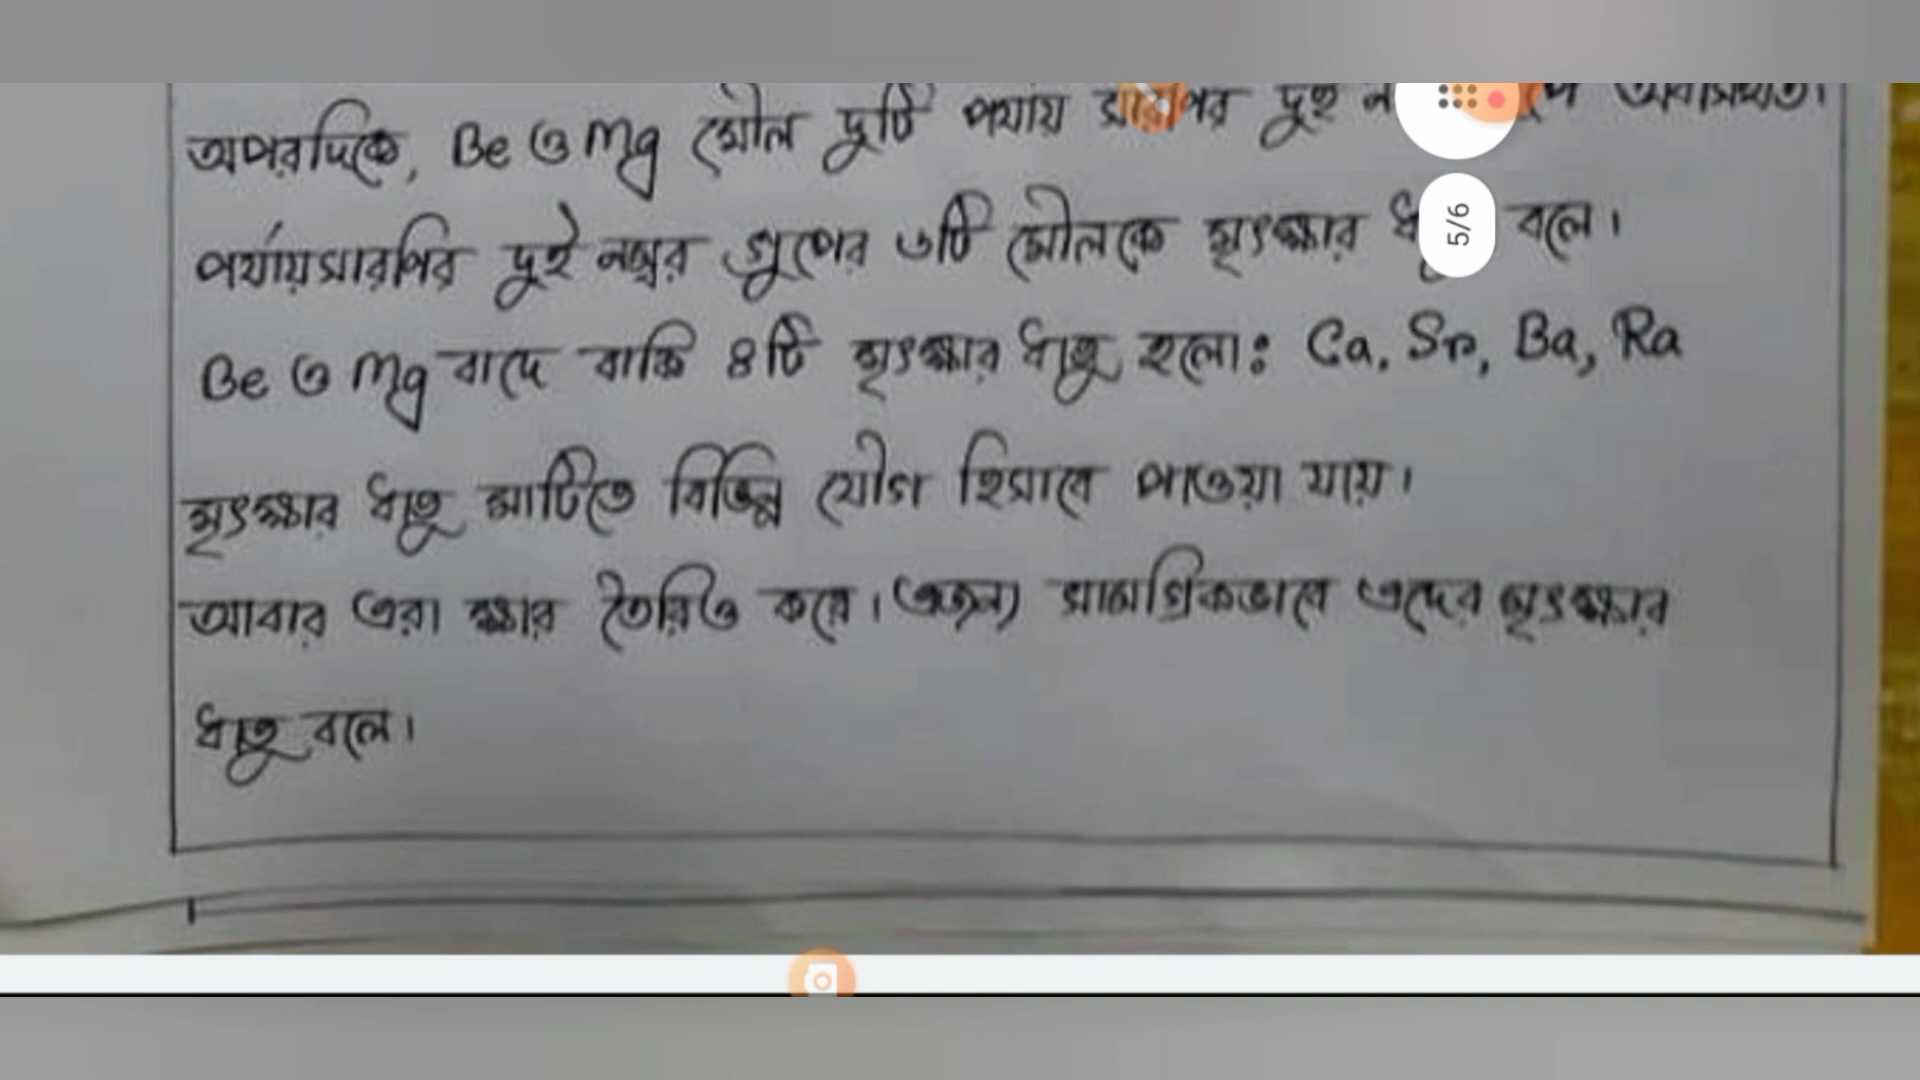 অপরদিকে, Be ও Mg মৌল দুটি পর্যায় সারণির দুই
পর্যায়সারণির দুই নম্বর গ্রুপের ৬টি মৌলকে মৃৎক্ষার বলে।
5/6
Be ও Mg বাদে বাকি ৪টি মৃৎক্ষার ধাতু হলো: Ca, Sr, Ba, Ra
মৃৎক্ষার ধাতু মাটিতে বিভিন্ন যৌগ হিসাবে পাওয়া যায়।
আবার এরা ক্ষার তৈরিও করে। এজন্য সামগ্রিকভাবে এদের মৃৎক্ষার
ধাতু বলে।